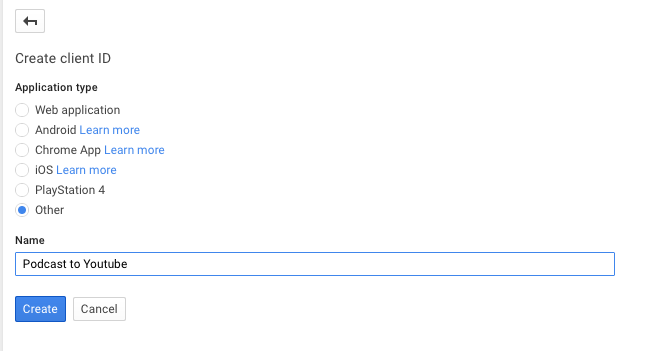 Create client ID
Application type
Web application
Android Learn more
Chrome App Learn more
iOS Learn more
PlayStation 4
Other
Name
Podcast to Youtube
Create Cancel